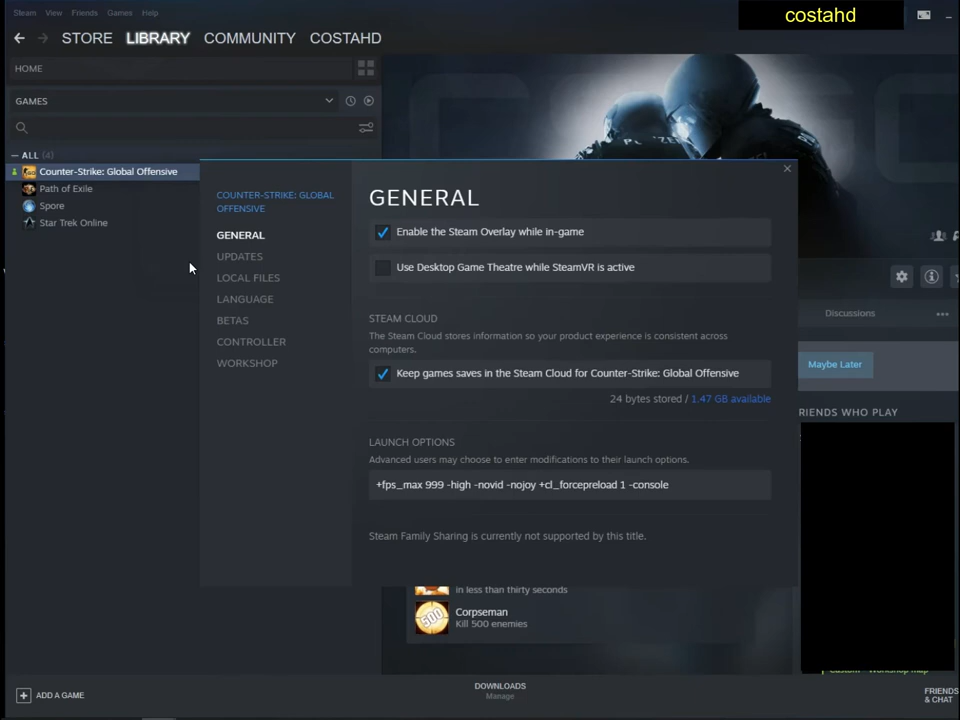 Steam View Friends Games Help
costahd
STORE LIBRARY COMMUNITY COSTAHD
HOME
GAMES
ALL (4)
Counter-Strike: Global Offensive
Path of Exile
Spore
Star Trek Online
COUNTER-STRIKE: GLOBAL
OFFENSIVE
GENERAL
UPDATES
LOCAL FILES
LANGUAGE
BETAS
CONTROLLER
WORKSHOP
GENERAL
Enable the Steam Overlay while in-game
Use Desktop Game Theatre while SteamVR is active
STEAM CLOUD
The Steam Cloud stores information so your product experience is consistent across
computers.
Keep games saves in the Steam Cloud for Counter-Strike: Global Offensive
24 bytes stored / 1.47 GB available
LAUNCH OPTIONS
Advanced users may choose to enter modifications to their launch options.
+fps_max 999 -high -novid -nojoy +cl_forcepreload 1 -console
Steam Family Sharing is currently not supported by this title.
Discussions
Maybe Later
RIENDS WHO PLAY
in less than thirty seconds
500
Corpseman
Kill 500 enemies
ADD A GAME
DOWNLOADS
Manage
FRIENDS
& CHAT